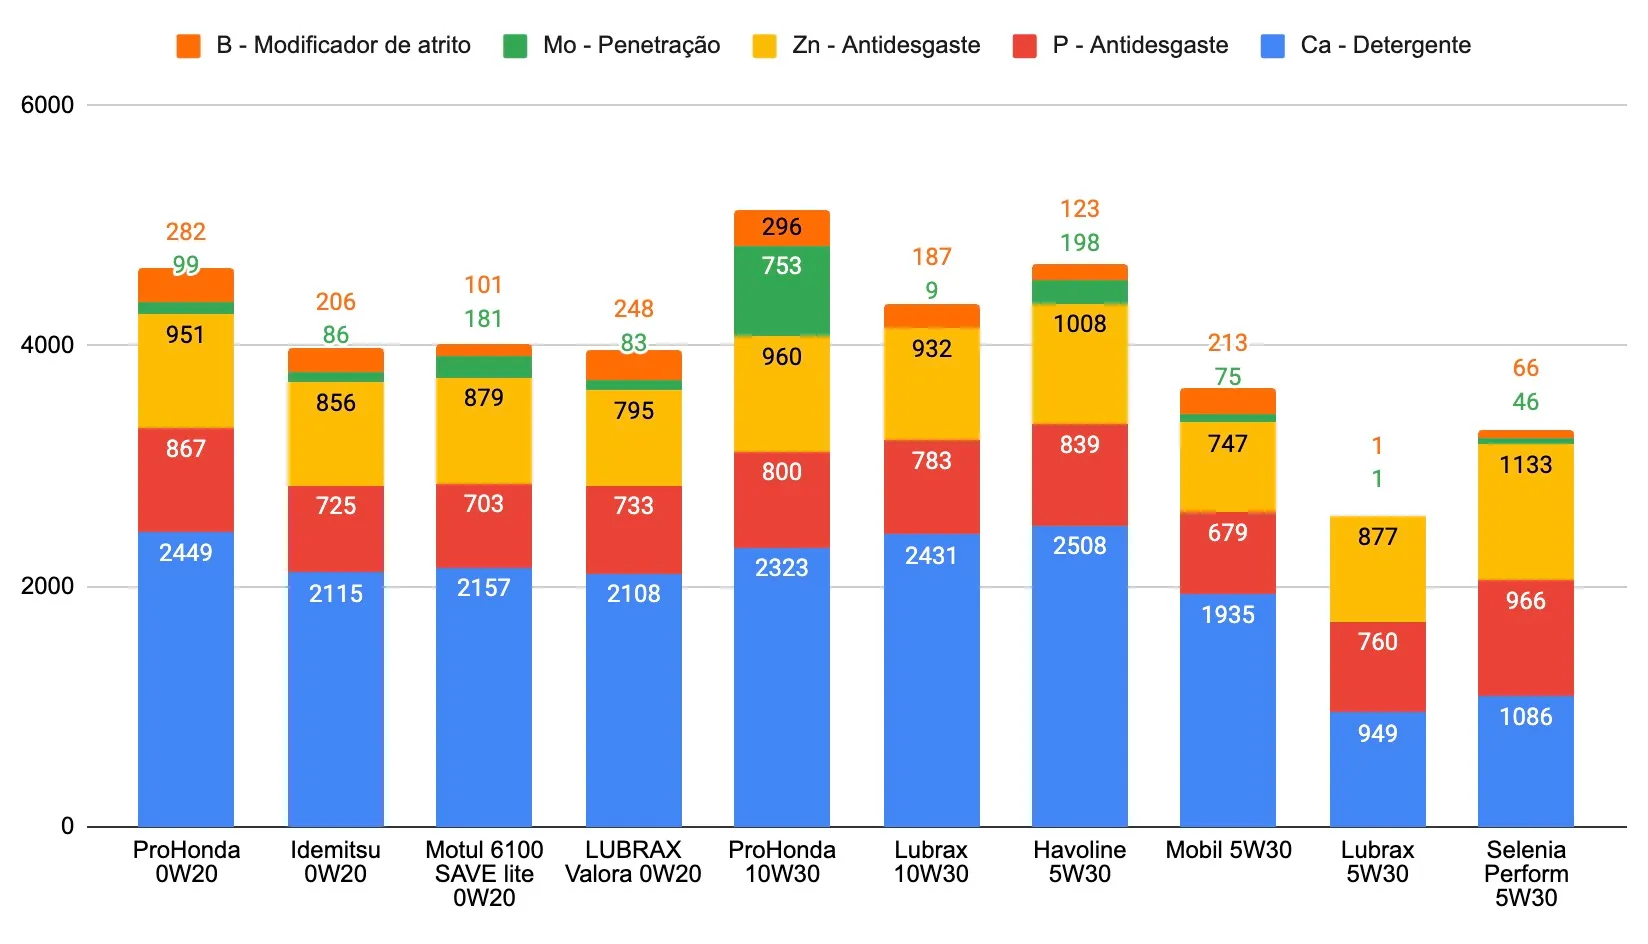 B - Modificador de atrito
Mo - Penetração
Zn - Antidesgaste
P - Antidesgaste
Ca - Detergente
6000
4000
2000
0
282
99
951
867
2449
206
86
856
725
2115
101
181
879
703
2157
248
83
795
733
2108
296
753
960
800
2323
187
9
932
783
2431
123
198
1008
839
2508
213
75
747
679
1935
1
1
877
760
949
66
46
1133
966
1086
ProHonda
0W20
Idemitsu
0W20
Motul 6100
SAVE lite
0W20
LUBRAX
Valora 0W20
ProHonda
10W30
Lubrax
10W30
Havoline
5W30
Mobil 5W30
Lubrax
5W30
Selenia
Perform
5W30